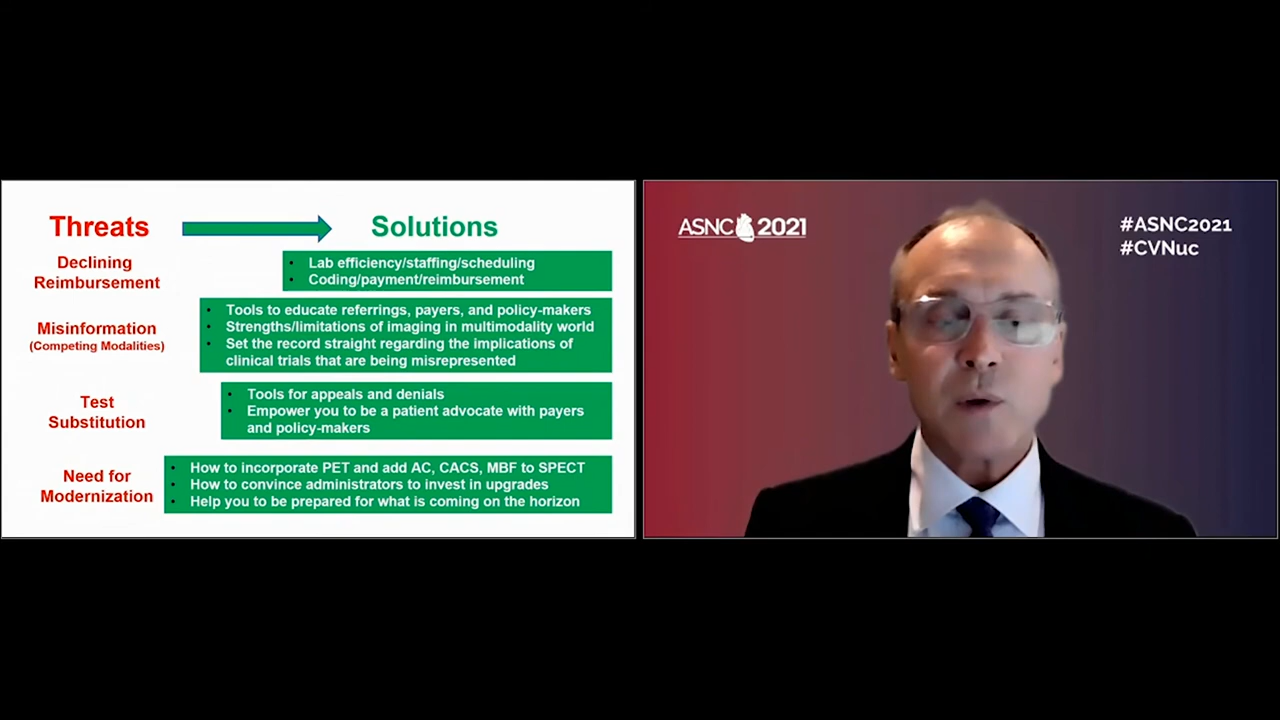 Threats
Solutions
Declining
Reimbursement
• Lab efficiency/staffing/scheduling
• Coding/payment/reimbursement
Misinformation
(Competing Modalities)
• Tools to educate referrings, payers, and policy-makers
• Strengths/limitations of imaging in multimodality world
• Set the record straight regarding the implications of
clinical trials that are being misrepresented
Test
Substitution
• Tools for appeals and denials
• Empower you to be a patient advocate with payers
and policy-makers
Need for
Modernization
• How to incorporate PET and add AC, CACS, MBF to SPECT
• How to convince administrators to invest in upgrades
• Help you to be prepared for what is coming on the horizon
ASNC 2021
#ASNC2021
#CVNuc